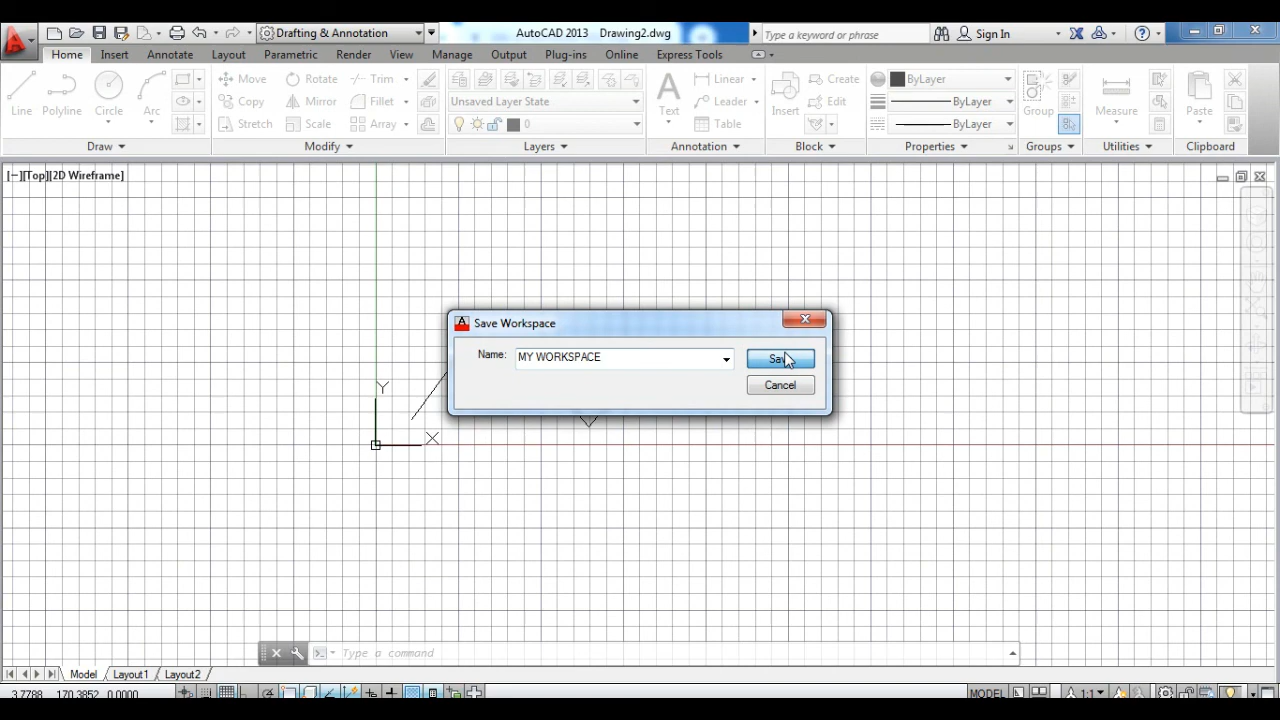 Drafting & Annotation
AutoCAD 2013 Drawing2.dwg
Type a keyword or phrase
Sign In
Home Insert Annotate Layout Parametric Render View Manage Output Plug-ins Online Express Tools
Line Polyline Circle Arc
Move Rotate Trim
Copy Mirror Fillet
Stretch Scale Array
Unsaved Layer State
0
Text
Linear
Leader
Table
Insert
Create
Edit
ByLayer
ByLayer
ByLayer
Group
Measure
Paste
Draw Modify Layers Annotation Block Properties Groups Utilities Clipboard
[−][Top][2D Wireframe]
Save Workspace
Name: MY WORKSPACE
Cancel
Y
X
Type a command
Model Layout1 Layout2
3.7788, 170.3852, 0.0000
MODEL
1:1